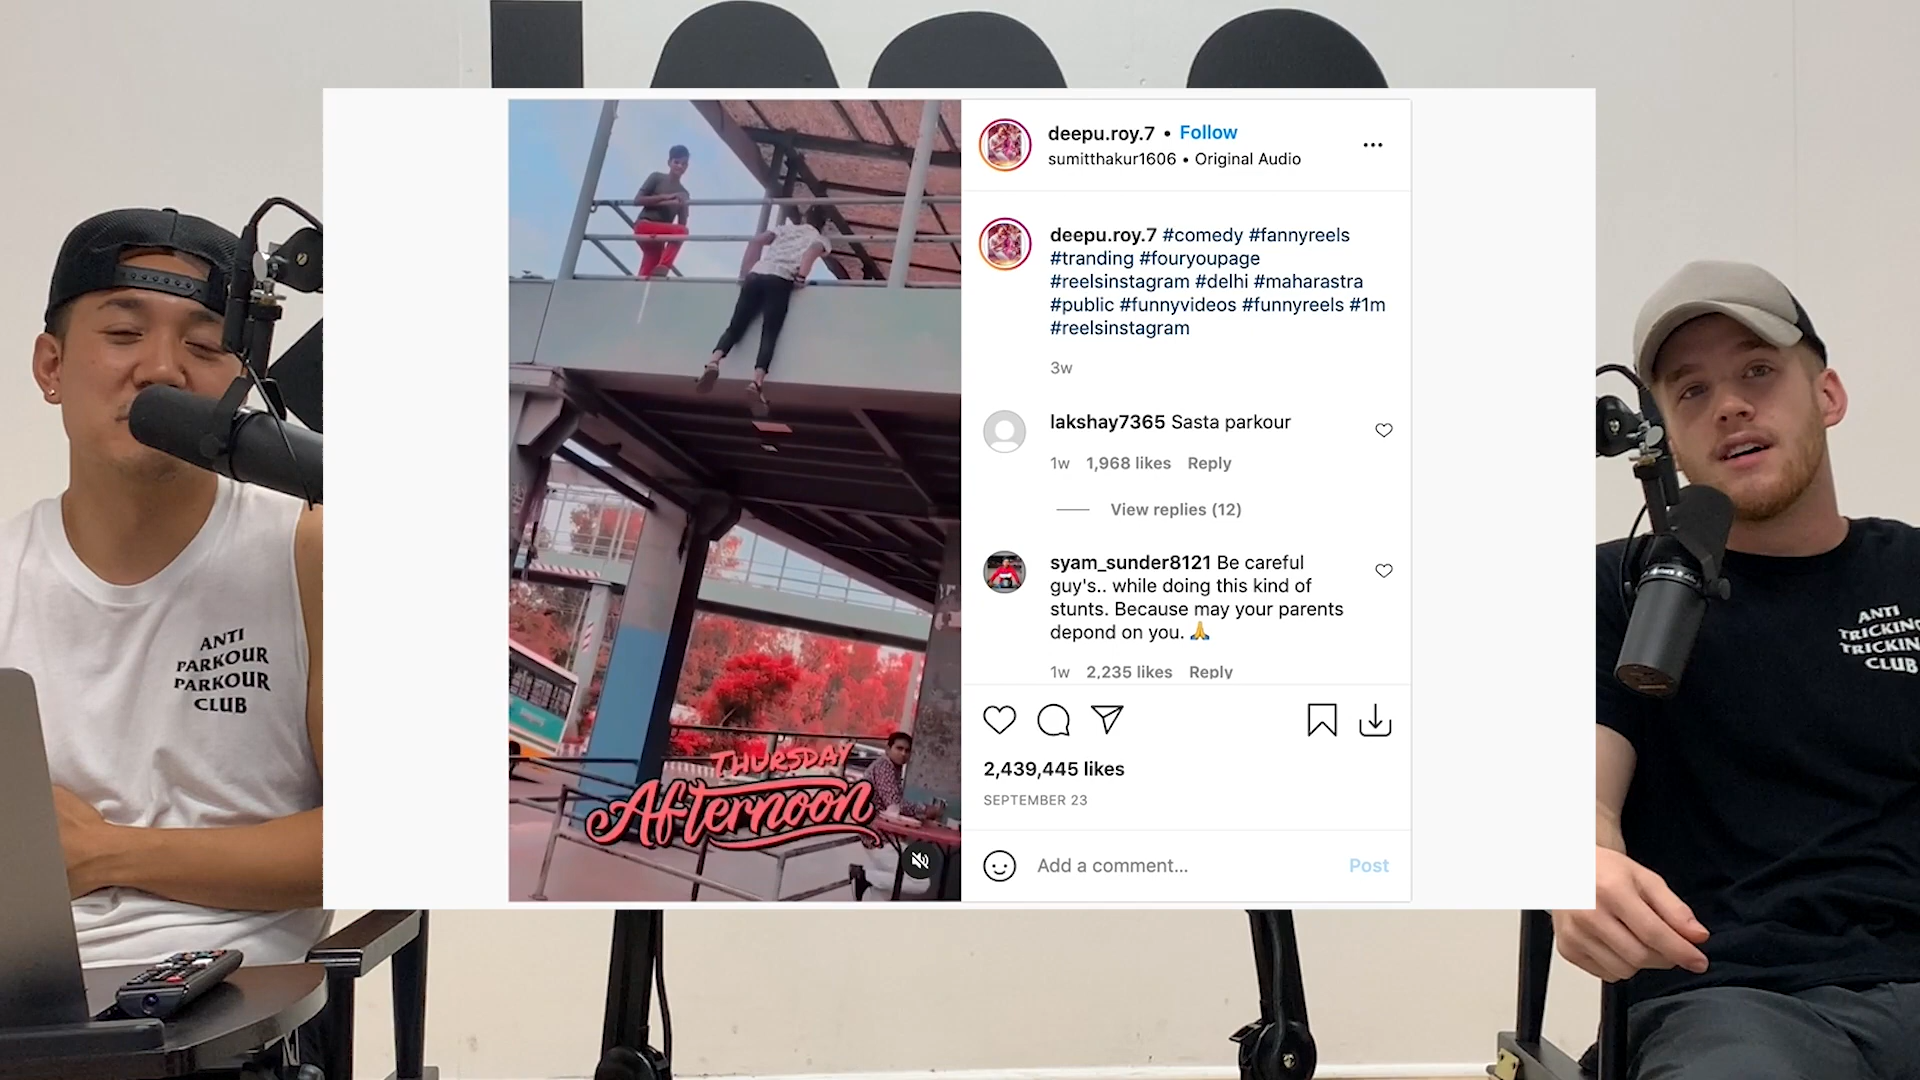 deepu.roy.7 • Follow
sumitthakur1606 • Original Audio
deepu.roy.7 #comedy #fannyreels
#tranding #fouryoupage
#reelsinstagram #delhi #maharastra
#public #funnyvideos #funnyreels #1m
#reelsinstagram
3w
lakshay7365 Sasta parkour
1w 1,968 likes Reply
View replies (12)
syam_sunder8121 Be careful
guy's.. while doing this kind of
stunts. Because may your parents
depond on you. 🙏
1w 2,235 likes Reply
2,439,445 likes
SEPTEMBER 23
Add a comment... Post
THURSDAY
Afternoon
ANTI
PARKOUR
PARKOUR
CLUB
ANTI
TRICKING
TRICKING
CLUB